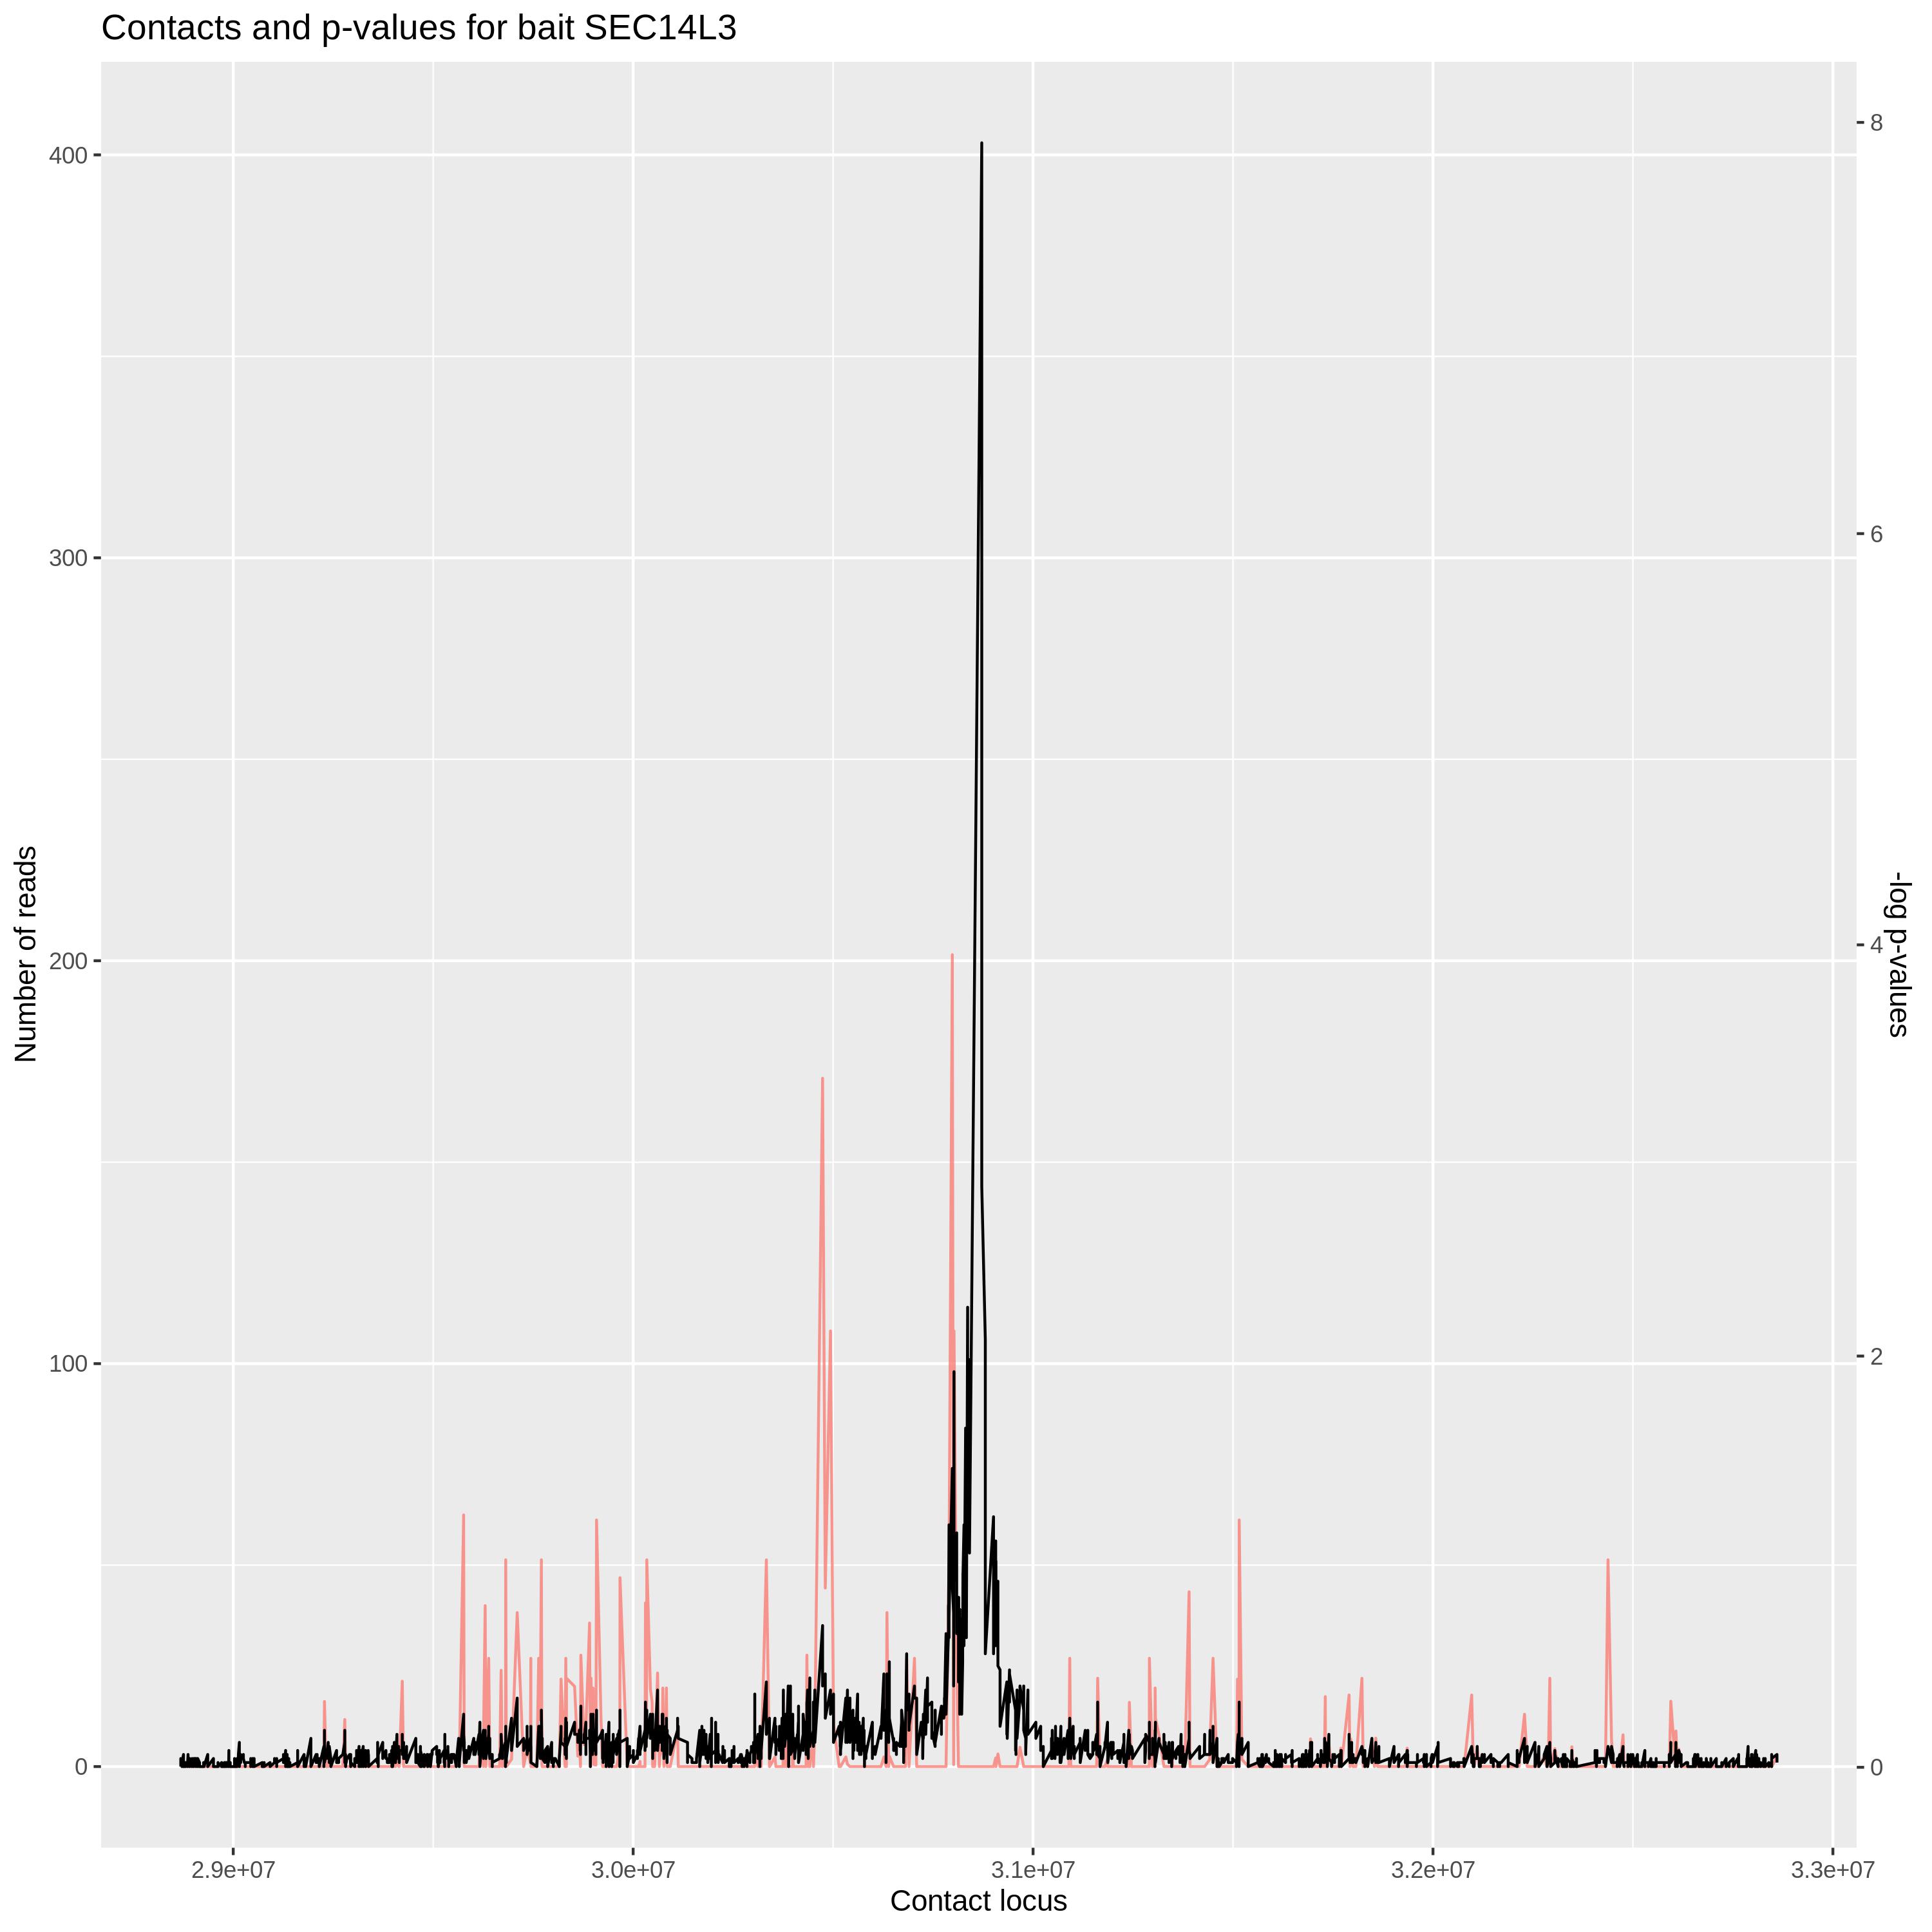 Contacts and p-values for bait SEC14L3
400
300
200
100
0
Number of reads
8
6
4
2
0
-log p-values
2.9e+07
3.0e+07
3.1e+07
3.2e+07
3.3e+07
Contact locus